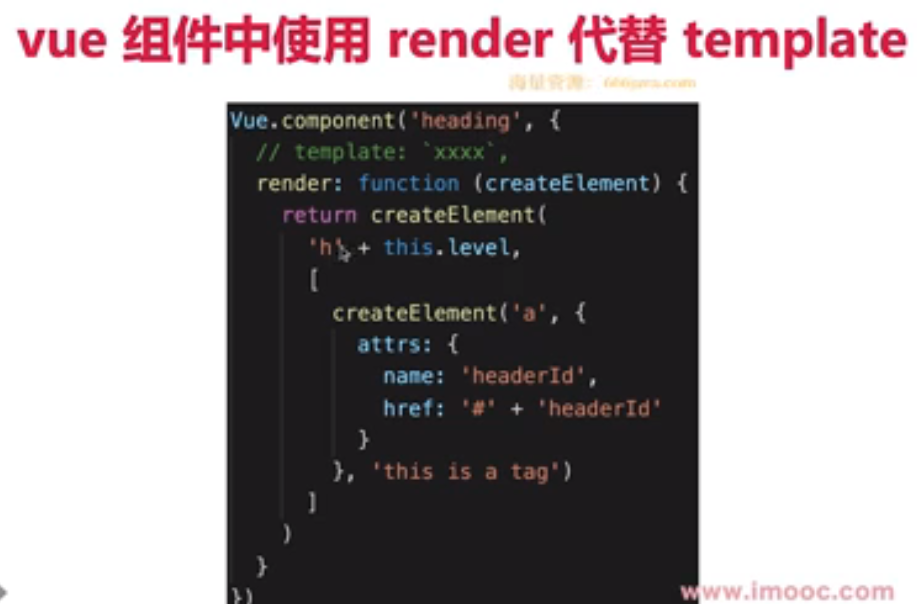 vue 组件中使用 render 代替 template
海量资源：
Vue.component('heading', {
  // template: `xxxx`,
  render: function (createElement) {
    return createElement(
      'h' + this.level,
      [
        createElement('a', {
          attrs: {
            name: 'headerId',
            href: '#' + 'headerId'
          }
        }, 'this is a tag')
      ]
    )
  }
})
www.imooc.com